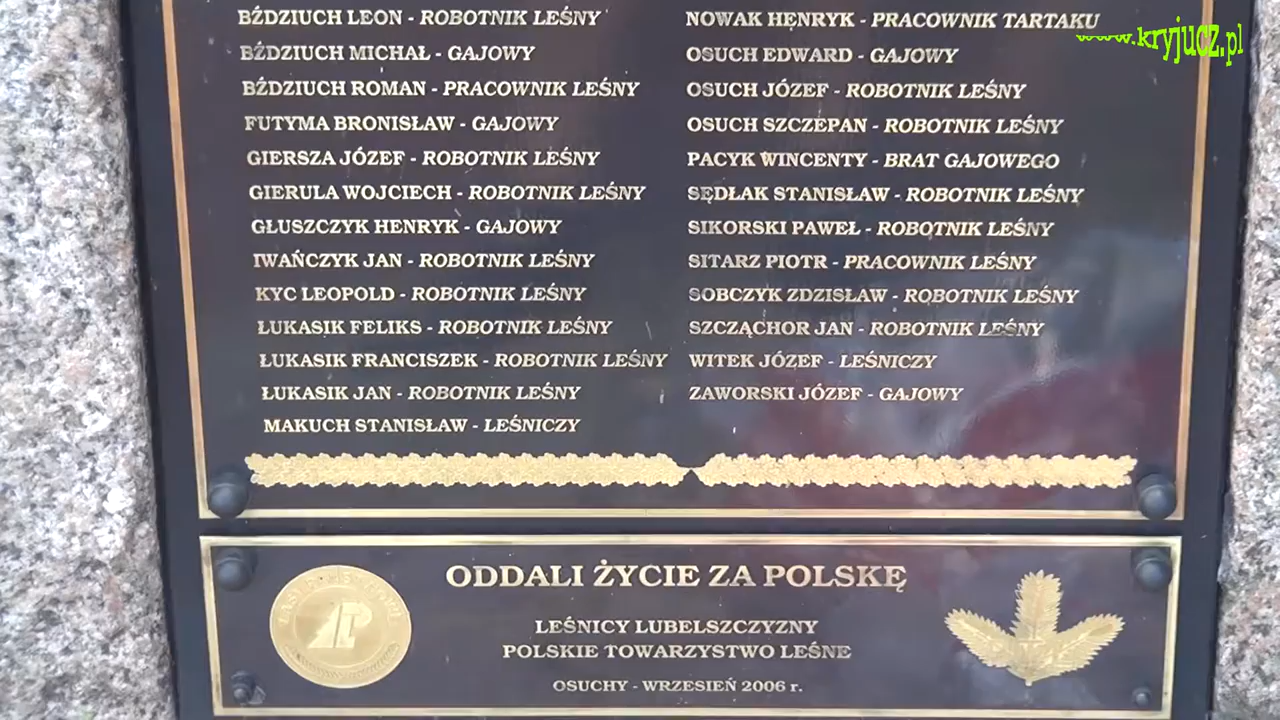 www.kryjucz.pl
BŹDZIUCH LEON - ROBOTNIK LEŚNY
BŹDZIUCH MICHAŁ - GAJOWY
BŹDZIUCH ROMAN - PRACOWNIK LEŚNY
FUTYMA BRONISŁAW - GAJOWY
GIERSZA JÓZEF - ROBOTNIK LEŚNY
GIERULA WOJCIECH - ROBOTNIK LEŚNY
GŁUSZCZYK HENRYK - GAJOWY
IWAŃCZYK JAN - ROBOTNIK LEŚNY
KYC LEOPOLD - ROBOTNIK LEŚNY
ŁUKASIK FELIKS - ROBOTNIK LEŚNY
ŁUKASIK FRANCISZEK - ROBOTNIK LEŚNY
ŁUKASIK JAN - ROBOTNIK LEŚNY
MAKUCH STANISŁAW - LEŚNICZY
NOWAK HENRYK - PRACOWNIK TARTAKU
OSUCH EDWARD - GAJOWY
OSUCH JÓZEF - ROBOTNIK LEŚNY
OSUCH SZCZEPAN - ROBOTNIK LEŚNY
PACYK WINCENTY - BRAT GAJOWEGO
SĘDŁAK STANISŁAW - ROBOTNIK LEŚNY
SIKORSKI PAWEŁ - ROBOTNIK LEŚNY
SITARZ PIOTR - PRACOWNIK LEŚNY
SOBCZYK ZDZISŁAW - ROBOTNIK LEŚNY
SZCZĄCHOR JAN - ROBOTNIK LEŚNY
WITEK JÓZEF - LEŚNICZY
ZAWORSKI JÓZEF - GAJOWY
ODDALI ŻYCIE ZA POLSKĘ
LEŚNICY LUBELSZCZYZNY
POLSKIE TOWARZYSTWO LEŚNE
OSUCHY - WRZESIEŃ 2006 r.